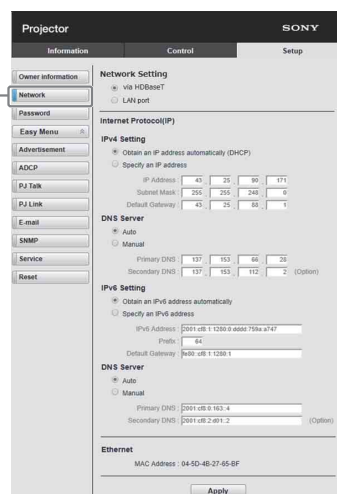 Projector
SONY
Information Control Setup
Owner information
Network
Password
Easy Menu
Advertisement
ADCP
PJ Talk
PJ Link
E-mail
SNMP
Service
Reset
Network Setting
via HDBaseT
LAN port
Internet Protocol(IP)
IPv4 Setting
Obtain an IP address automatically (DHCP)
Specify an IP address
IP Address : 43 . 25 . 90 . 171
Subnet Mask : 255 . 255 . 248 . 0
Default Gateway : 43 . 25 . 88 . 1
DNS Server
Auto
Manual
Primary DNS : 137 . 153 . 66 . 28
Secondary DNS : 137 . 153 . 112 . 2 (Option)
IPv6 Setting
Obtain an IPv6 address automatically
Specify an IPv6 address
IPv6 Address : 2001:cf8:1:1280:0:dddd:759a:a747
Prefix : 64
Default Gateway : fe80::cf8:1:1280:1
DNS Server
Auto
Manual
Primary DNS : 2001:cf8:0:163::4
Secondary DNS : 2001:cf8:2:d01::2 (Option)
Ethernet
MAC Address : 04-5D-4B-27-65-BF
Apply